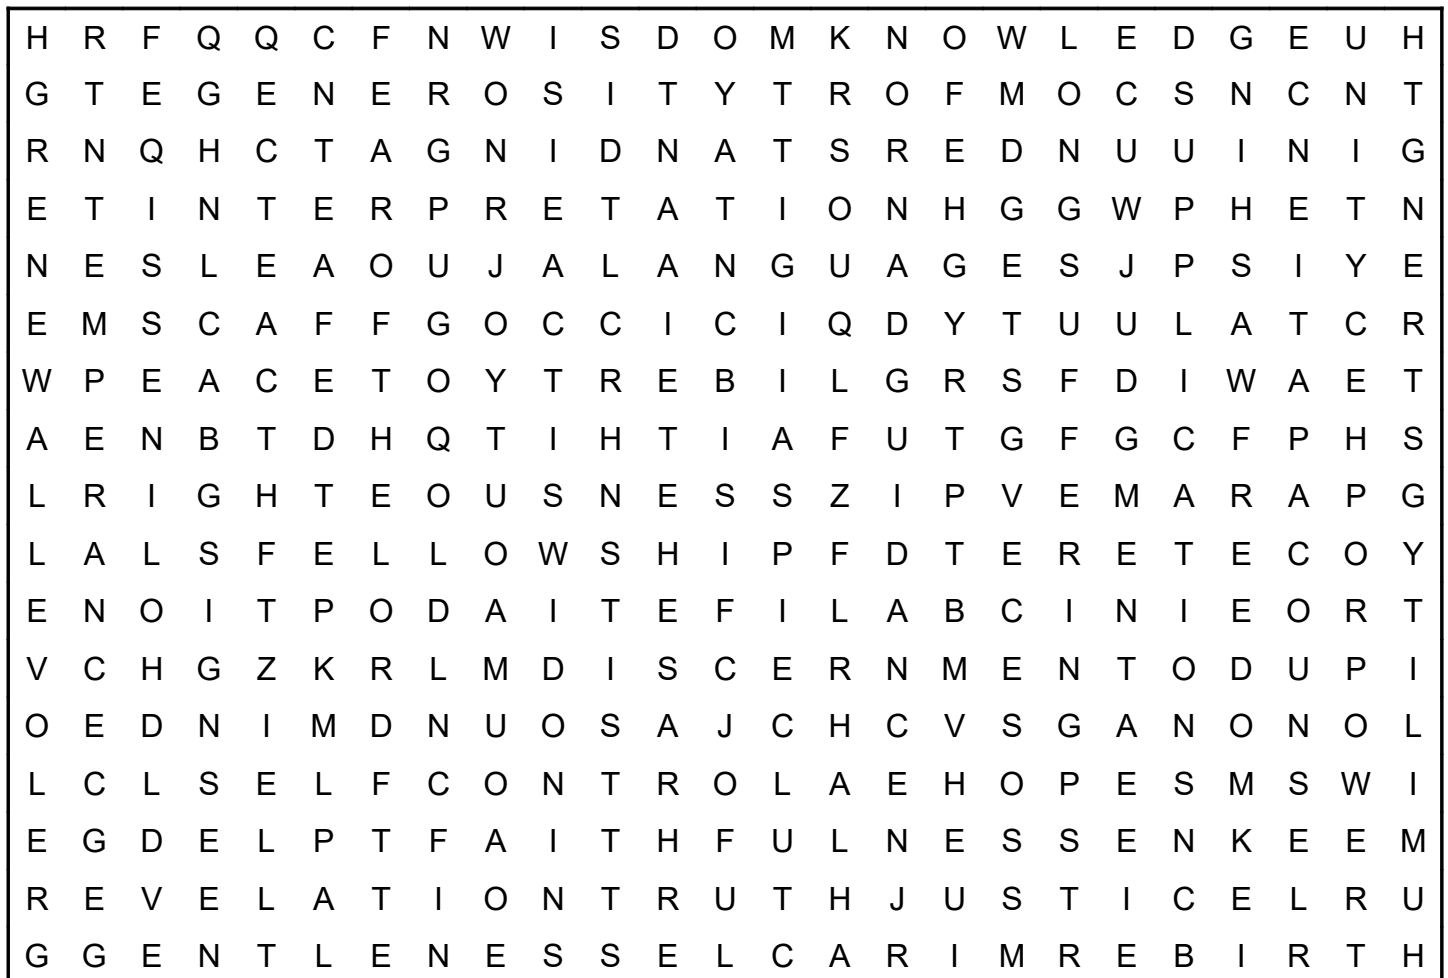 H R F Q Q C F N W I S D O M K N O W L E D G E U H
G T E G E N E R O S I T Y T R O F M O C S N C N T
R N Q H C T A G N I D N A T S R E D N U U I N I G
E T I N T E R P R E T A T I O N H G G W P H E T N
N E S L E A O U J A L A N G U A G E S J P S I Y E
E M S C A F F G O C C I C I Q D Y T U U L A T C R
W P E A C E T O Y T R E B I L G R S F D I W A E T
A E N B T D H Q T I H T I A F U T G F G C F P H S
L R I G H T E O U S N E S S Z I P V E M A R A P G
L A L S F E L L O W S H I P F D T E R E T E C O Y
E N O I T P O D A I T E F I L A B C I N I E O R T
V C H G Z K R L M D I S C E R N M E N T O D U P I
O E D N I M D N U O S A J C H C V S G A N O N O L
L C L S E L F C O N T R O L A E H O P E S M S W I
E G D E L P T F A I T H F U L N E S S E N K E E M
R E V E L A T I O N T R U T H J U S T I C E L R U
G G E N T L E N E S S E L C A R I M R E B I R T H